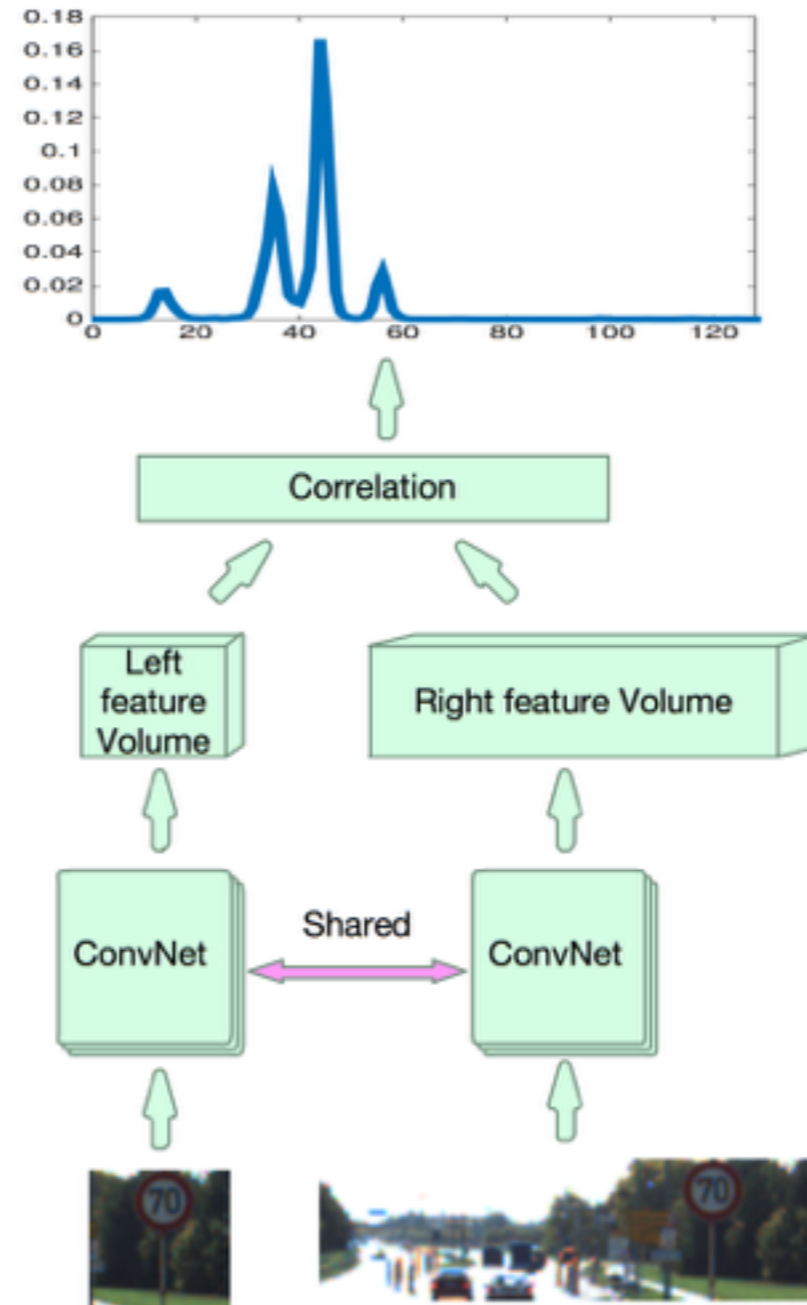 0.18
0.16
0.14
0.12
0.1
0.08
0.06
0.04
0.02
0
0 20 40 60 80 100 120
Correlation
Left
feature
Volume
Right feature Volume
Shared
ConvNet
ConvNet
70
70